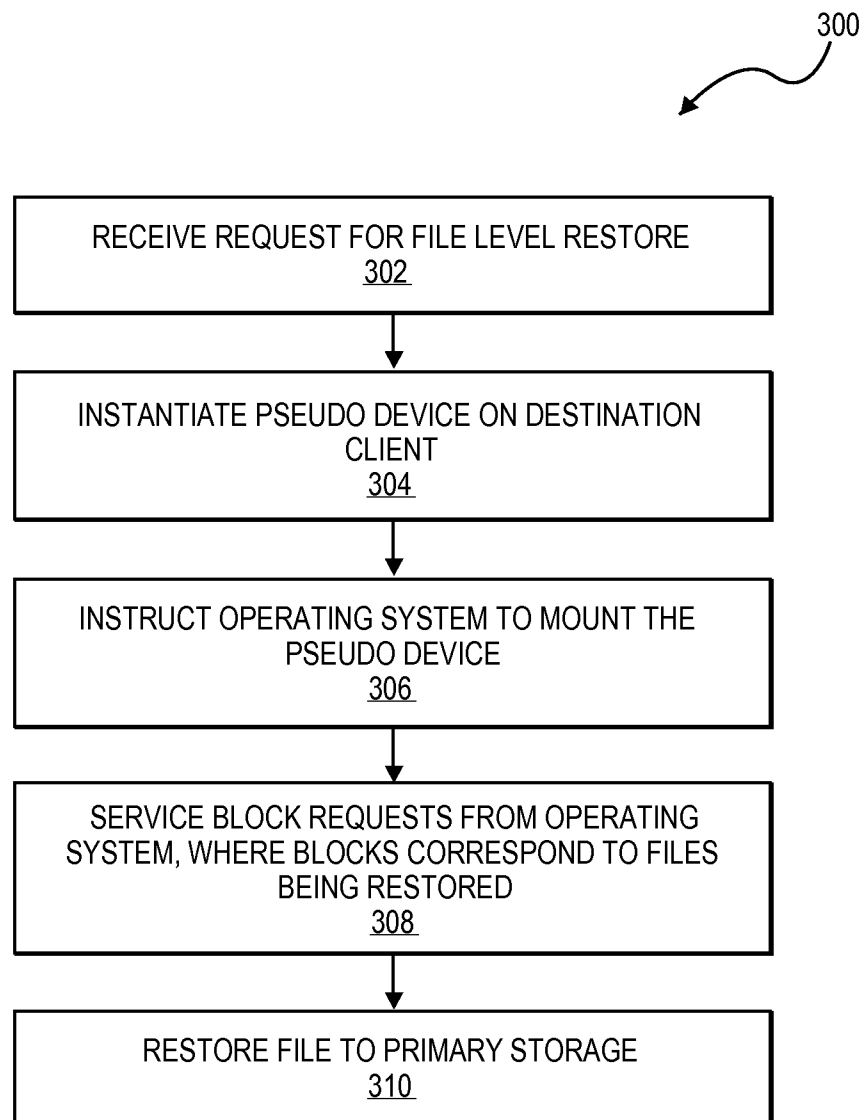 300
RECEIVE REQUEST FOR FILE LEVEL RESTORE
302
INSTANTIATE PSEUDO DEVICE ON DESTINATION
CLIENT
304
INSTRUCT OPERATING SYSTEM TO MOUNT THE
PSEUDO DEVICE
306
SERVICE BLOCK REQUESTS FROM OPERATING
SYSTEM, WHERE BLOCKS CORRESPOND TO FILES
BEING RESTORED
308
RESTORE FILE TO PRIMARY STORAGE
310